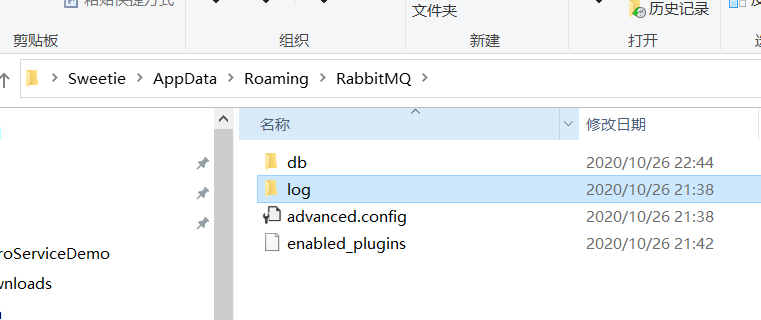 粘贴快捷方式
文件夹
历史记录
剪贴板
组织
新建
打开
Sweetie
AppData
Roaming
RabbitMQ
名称
修改日期
db
2020/10/26 22:44
log
2020/10/26 21:38
advanced.config
2020/10/26 21:38
enabled_plugins
2020/10/26 21:42
roServiceDemo
wnloads